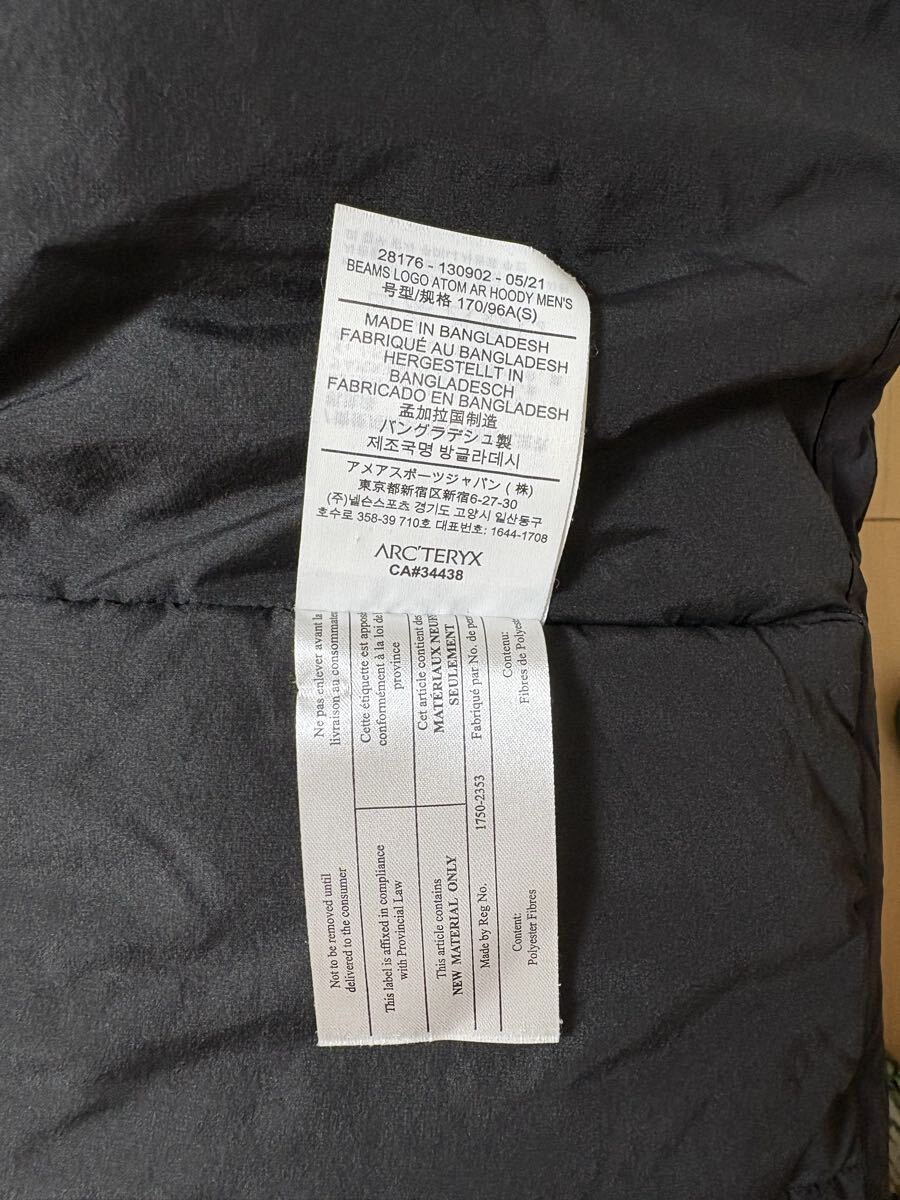 28176 - 130902 - 05/21
BEAMS LOGO ATOM AR HOODY MEN'S
号型/规格 170/96A(S)
MADE IN BANGLADESH
FABRIQUÉ AU BANGLADESH
HERGESTELLT IN
BANGLADESCH
FABRICADO EN BANGLADESH
孟加拉国制造
バングラデシュ製
제조국명 방글라데시
アメアスポーツジャパン (株)
東京都新宿区新宿6-27-30
(주)넬슨스포츠 경기도 고양시 일산동구
호수로 358-39 710호 대표번호: 1644-1708
ARC'TERYX
CA#34438
Not to be removed until
delivered to the consumer
Ne pas enlever avant la
livraison au consommateur
This label is affixed in compliance
with Provincial Law
Cette étiquette est
conformément à la loi de
province
This article contains
NEW MATERIAL ONLY
Cet article contient
MATÉRIAUX
SEULEMENT
Made by Reg No. 1750-2353 Fabriqué par No. de
Content:
Polyester Fibres
Contenu:
Fibres de